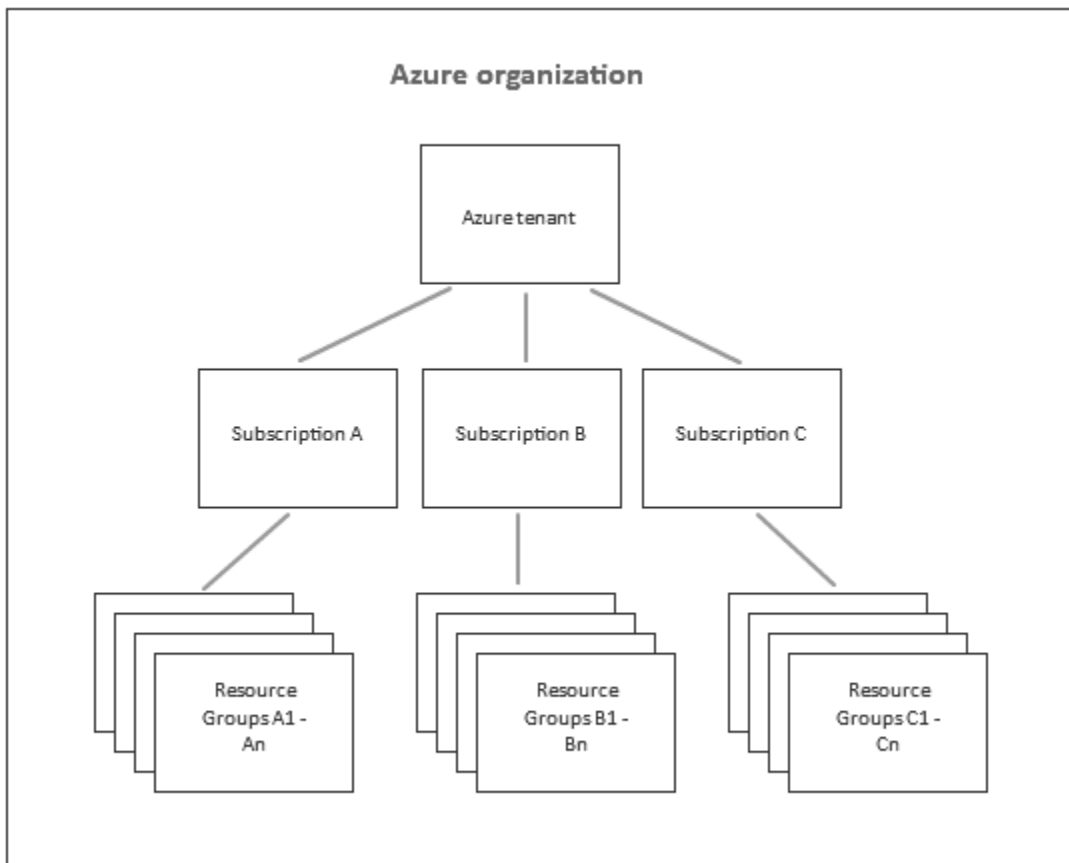 Azure organization
Azure tenant
Subscription A
Subscription B
Subscription C
Resource
Groups A1 -
An
Resource
Groups B1 -
Bn
Resource
Groups C1 -
Cn